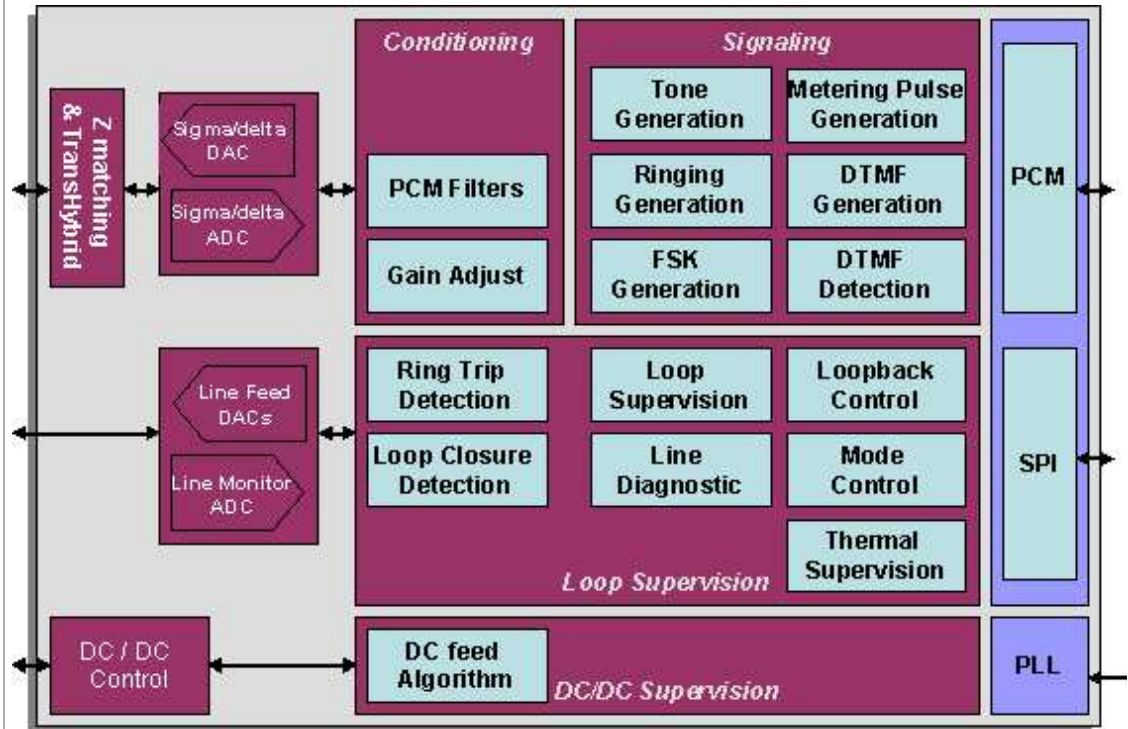 Conditioning
Signaling
Z matching
& TransHybrid
Sigma/delta
DAC
Sigma/delta
ADC
PCM Filters
Gain Adjust
Tone
Generation
Metering Pulse
Generation
Ringing
Generation
DTMF
Generation
FSK
Generation
DTMF
Detection
PCM
Line Feed
DACs
Line Monitor
ADC
Ring Trip
Detection
Loop
Supervision
Loopback
Control
Loop Closure
Detection
Line
Diagnostic
Mode
Control
Thermal
Supervision
Loop Supervision
SPI
DC / DC
Control
DC feed
Algorithm
DC/DC Supervision
PLL